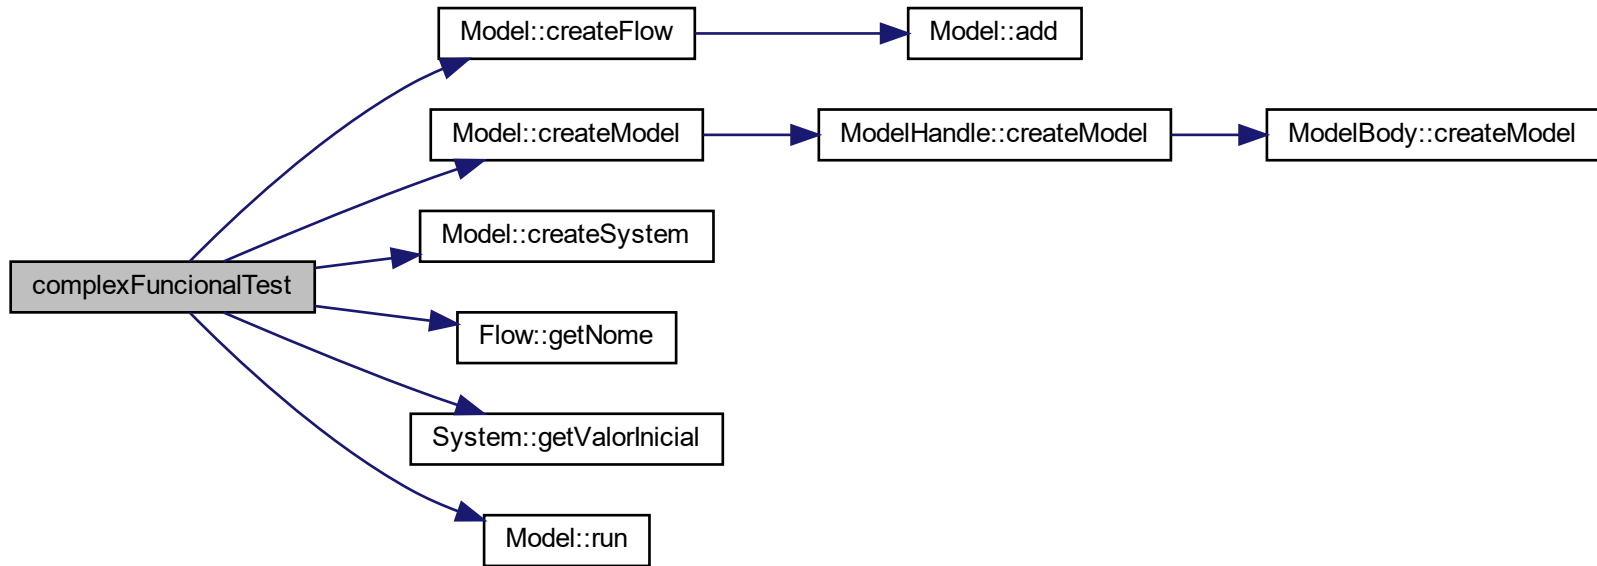 Model::createFlow
Model::add
Model::createModel
ModelHandle::createModel
ModelBody::createModel
Model::createSystem
complexFuncionalTest
Flow::getNome
System::getValorInicial
Model::run